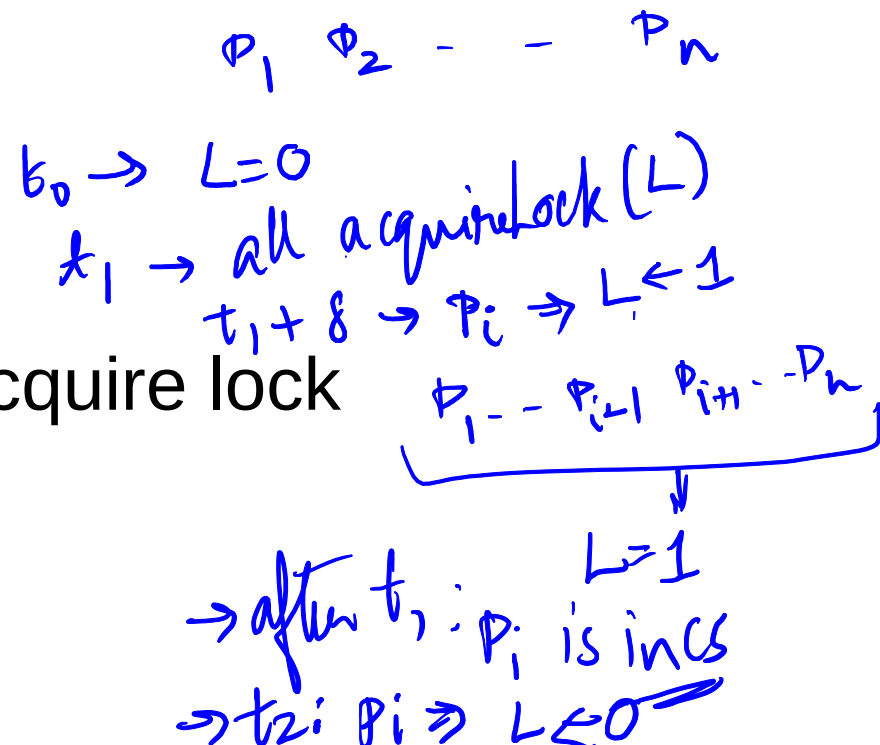 P₁ P₂ - - Pₙ
t₀ → L=0
t₁ → all acquireLock(L)
t₁+δ → Pᵢ ⇒ L←1
cquire lock
P₁ - - Pᵢ₋₁ Pᵢ₊₁ - - Pₙ
L=1
→ after t₁ : Pᵢ is in CS
→ t₂: Pᵢ ⇒ L←0